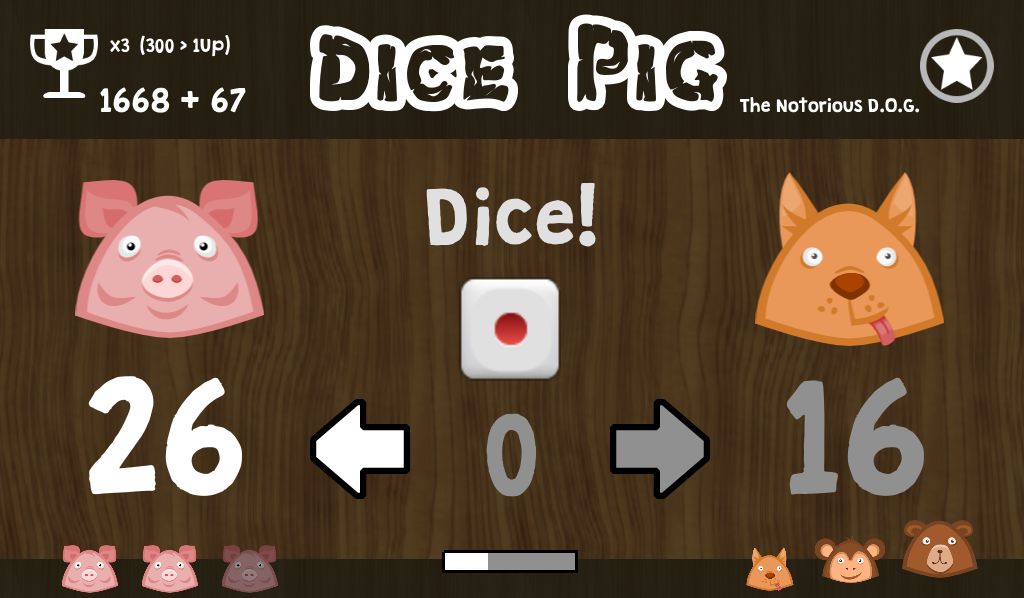 x3 (300 > 1Up)
1668 + 67
Dice Pig
The Notorious D.O.G.
Dice!
26
0
16